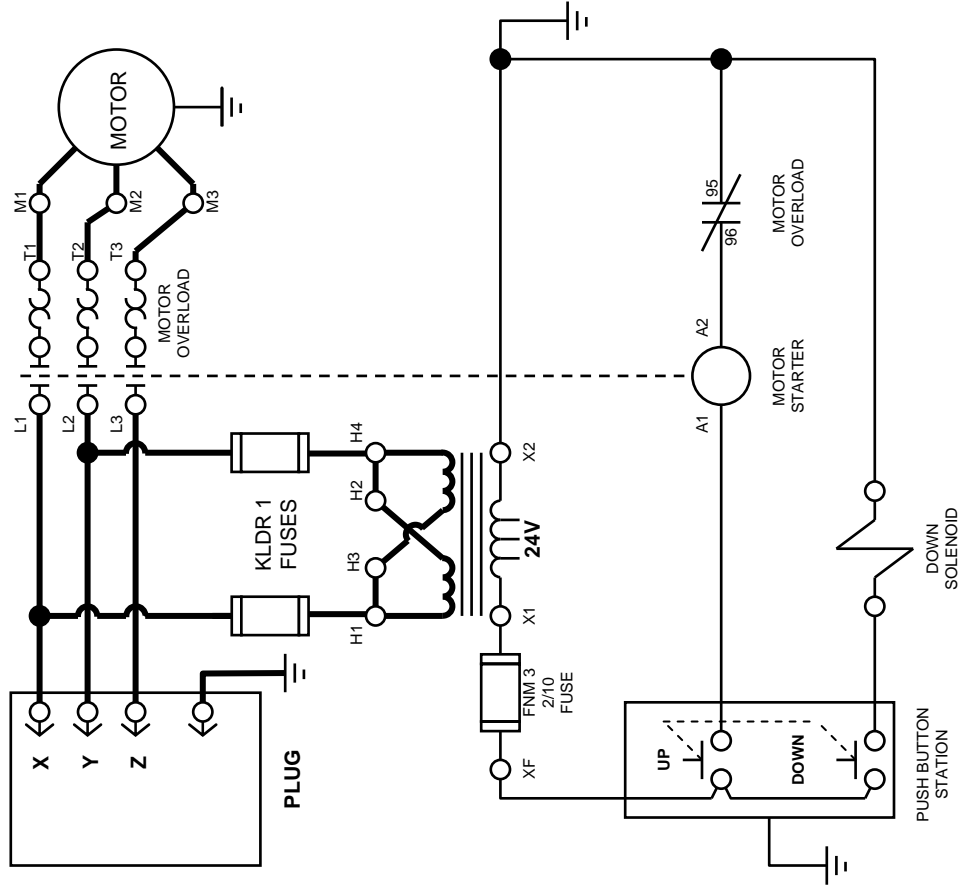 MOTOR
M1
M2
M3
T1
T2
T3
MOTOR
OVERLOAD
L1
L2
L3
X
Y
Z
PLUG
KLDR 1
FUSES
H1
H3
H2
H4
X1
24V
X2
FNM 3
2/10
FUSE
XF
95
96
MOTOR
OVERLOAD
A2
A1
MOTOR
STARTER
UP
DOWN
PUSH BUTTON
STATION
DOWN
SOLENOID